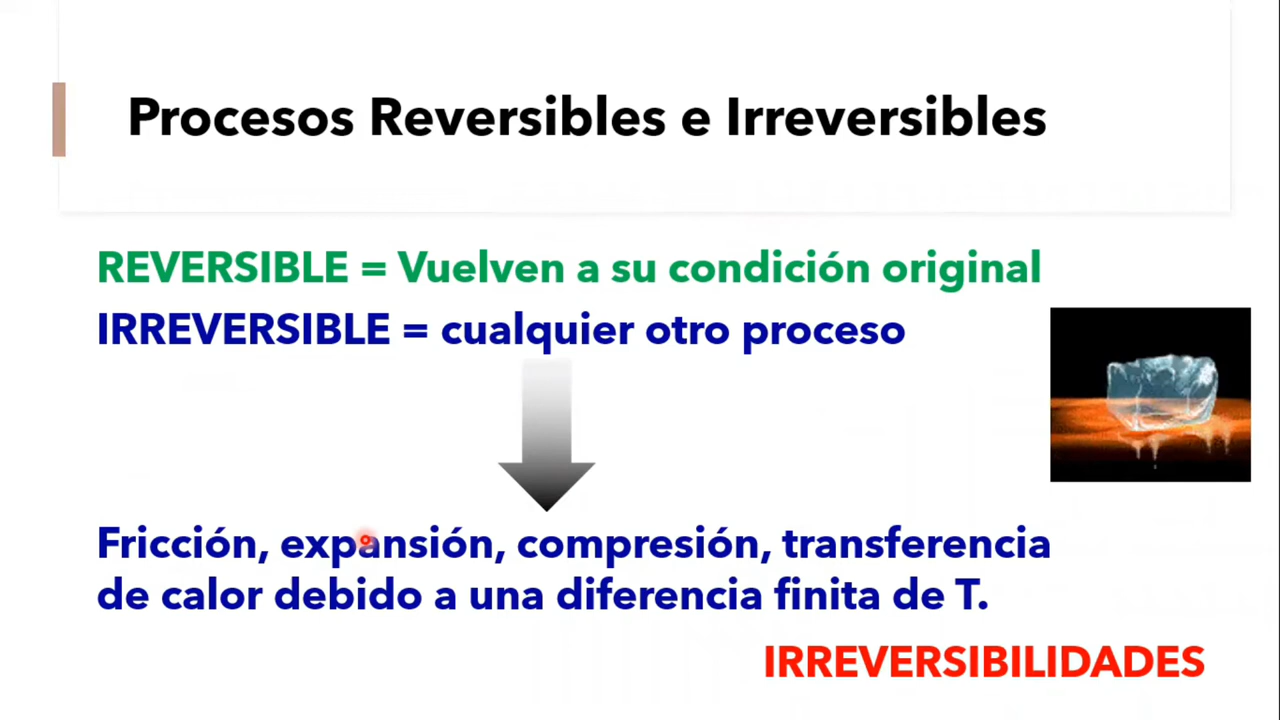 Procesos Reversibles e Irreversibles
REVERSIBLE = Vuelven a su condición original
IRREVERSIBLE = cualquier otro proceso
Fricción, expansión, compresión, transferencia
de calor debido a una diferencia finita de T.
IRREVERSIBILIDADES